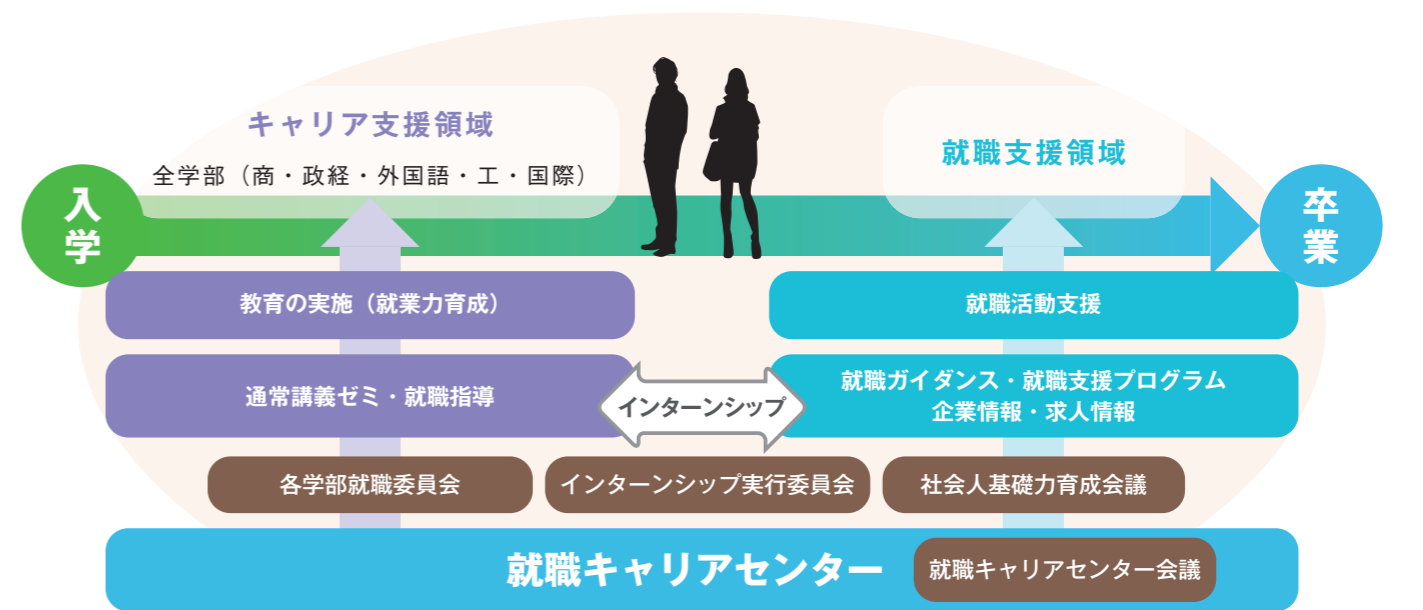 キャリア支援領域
全学部（商・政経・外国語・工・国際）
就職支援領域
入学
卒業
教育の実施（就業力育成）
就職活動支援
通常講義ゼミ・就職指導
インターンシップ
就職ガイダンス・就職支援プログラム
企業情報・求人情報
各学部就職委員会
インターンシップ実行委員会
社会人基礎力育成会議
就職キャリアセンター
就職キャリアセンター会議